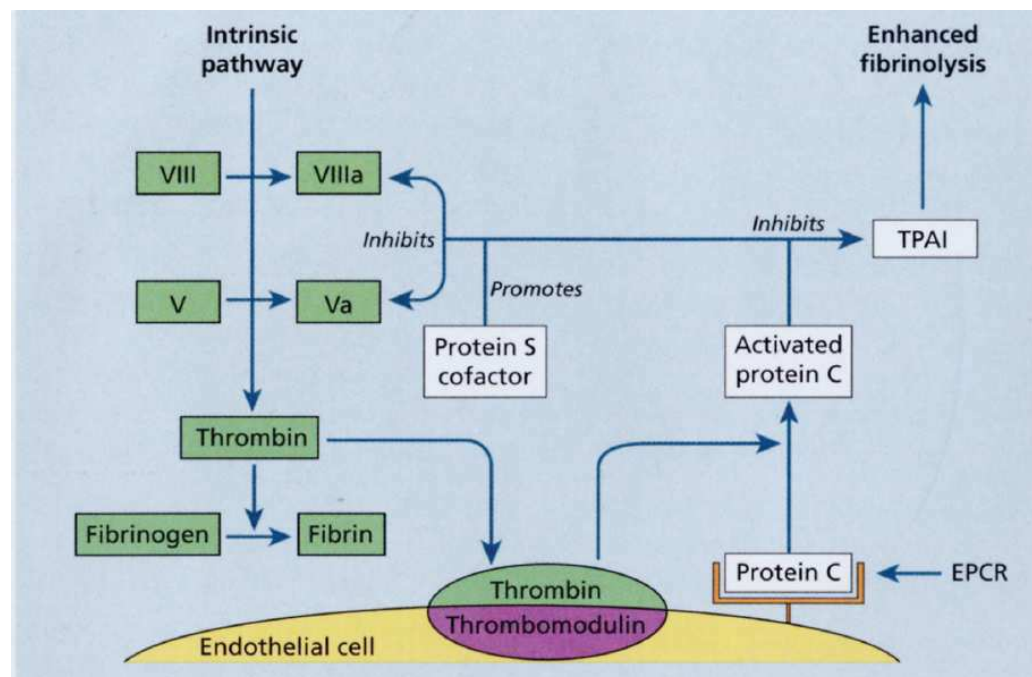 Intrinsic
pathway
Enhanced
fibrinolysis
VIII
VIIIa
Inhibits
Inhibits
TPAI
V
Va
Promotes
Protein S
cofactor
Activated
protein C
Thrombin
Fibrinogen
Fibrin
Thrombin
Thrombomodulin
Protein C
EPCR
Endothelial cell